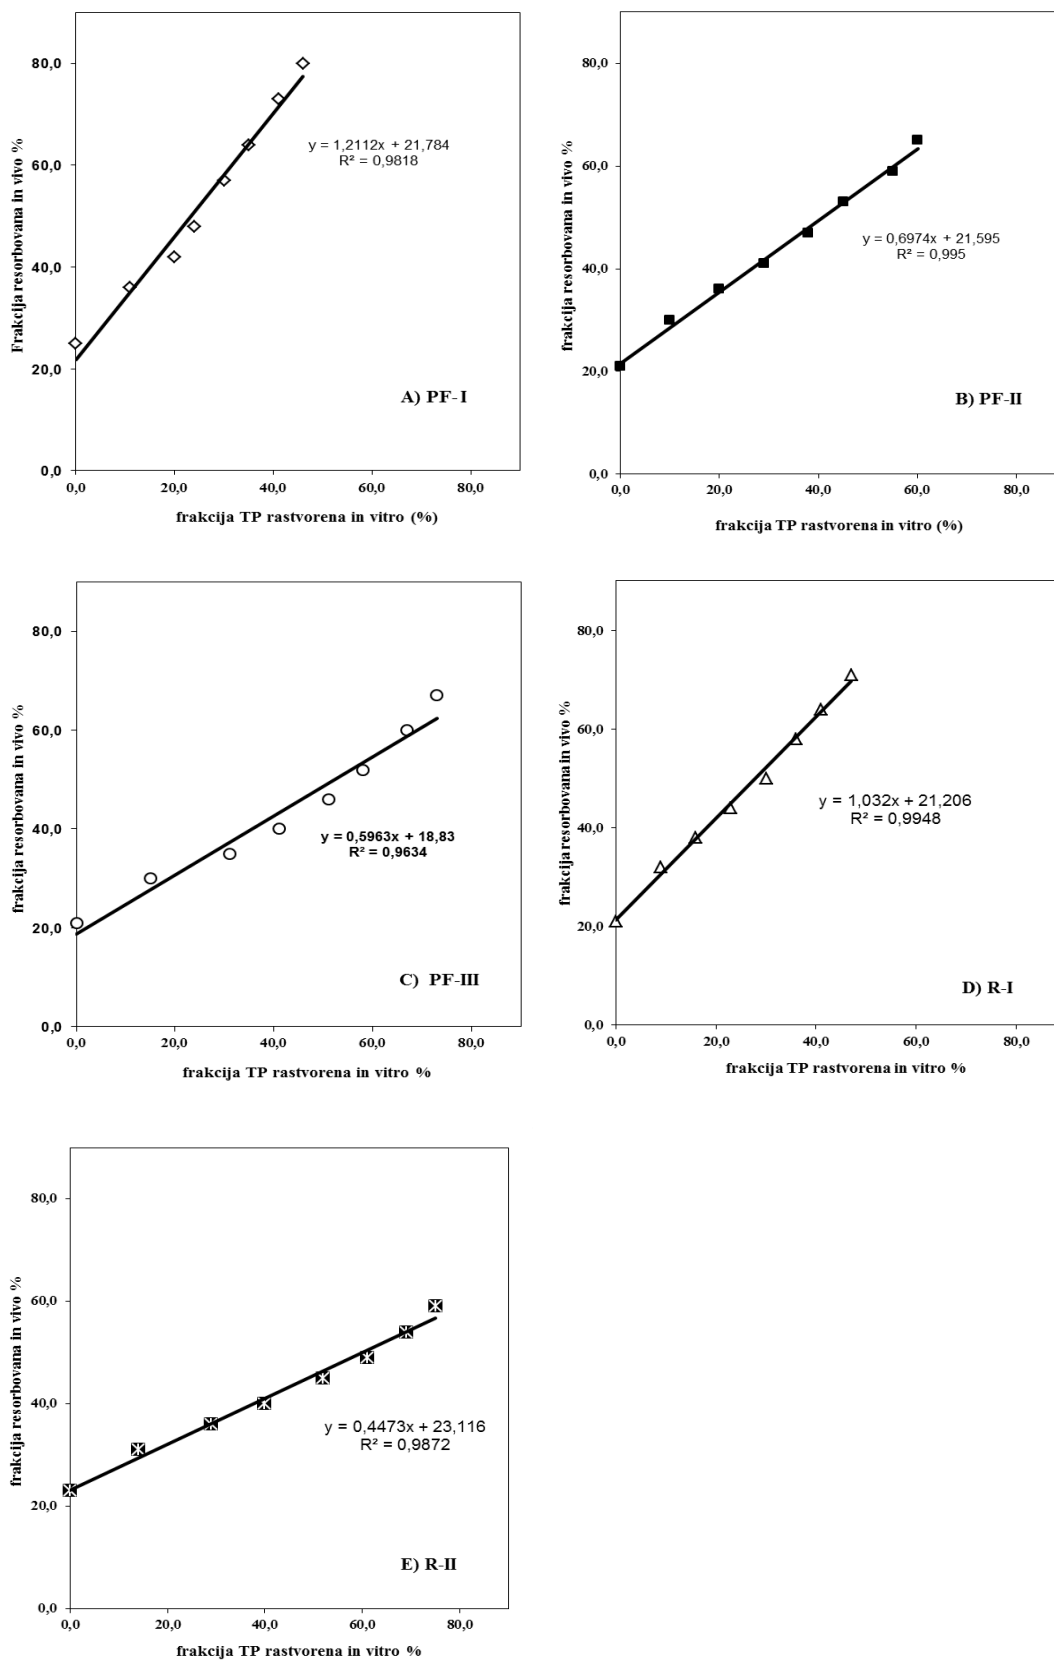 Frakcija resorbovana in vivo %
80,0
60,0
40,0
20,0
0,0
y = 1,2112x + 21,784
R² = 0,9818
A) PF-I
0,0 20,0 40,0 60,0 80,0
frakcija TP rastvorena in vitro (%)
frakcija resorbovana in vivo %
80,0
60,0
40,0
20,0
0,0
y = 0,6974x + 21,595
R² = 0,995
B) PF-II
0,0 20,0 40,0 60,0 80,0
frakcija TP rastvorena in vitro (%)
frakcija resorbovana in vivo %
80,0
60,0
40,0
20,0
0,0
y = 0,5963x + 18,83
R² = 0,9634
C) PF-III
0,0 20,0 40,0 60,0 80,0
frakcija TP rastvorena in vitro %
frakcija resorbovana in vivo %
80,0
60,0
40,0
20,0
0,0
y = 1,032x + 21,206
R² = 0,9948
D) R-I
0,0 20,0 40,0 60,0 80,0
frakcija TP rastvorena in vitro %
frakcija resorbovana in vivo %
80,0
60,0
40,0
20,0
0,0
y = 0,4473x + 23,116
R² = 0,9872
E) R-II
0,0 20,0 40,0 60,0 80,0
frakcija TP rastvorena in vitro %